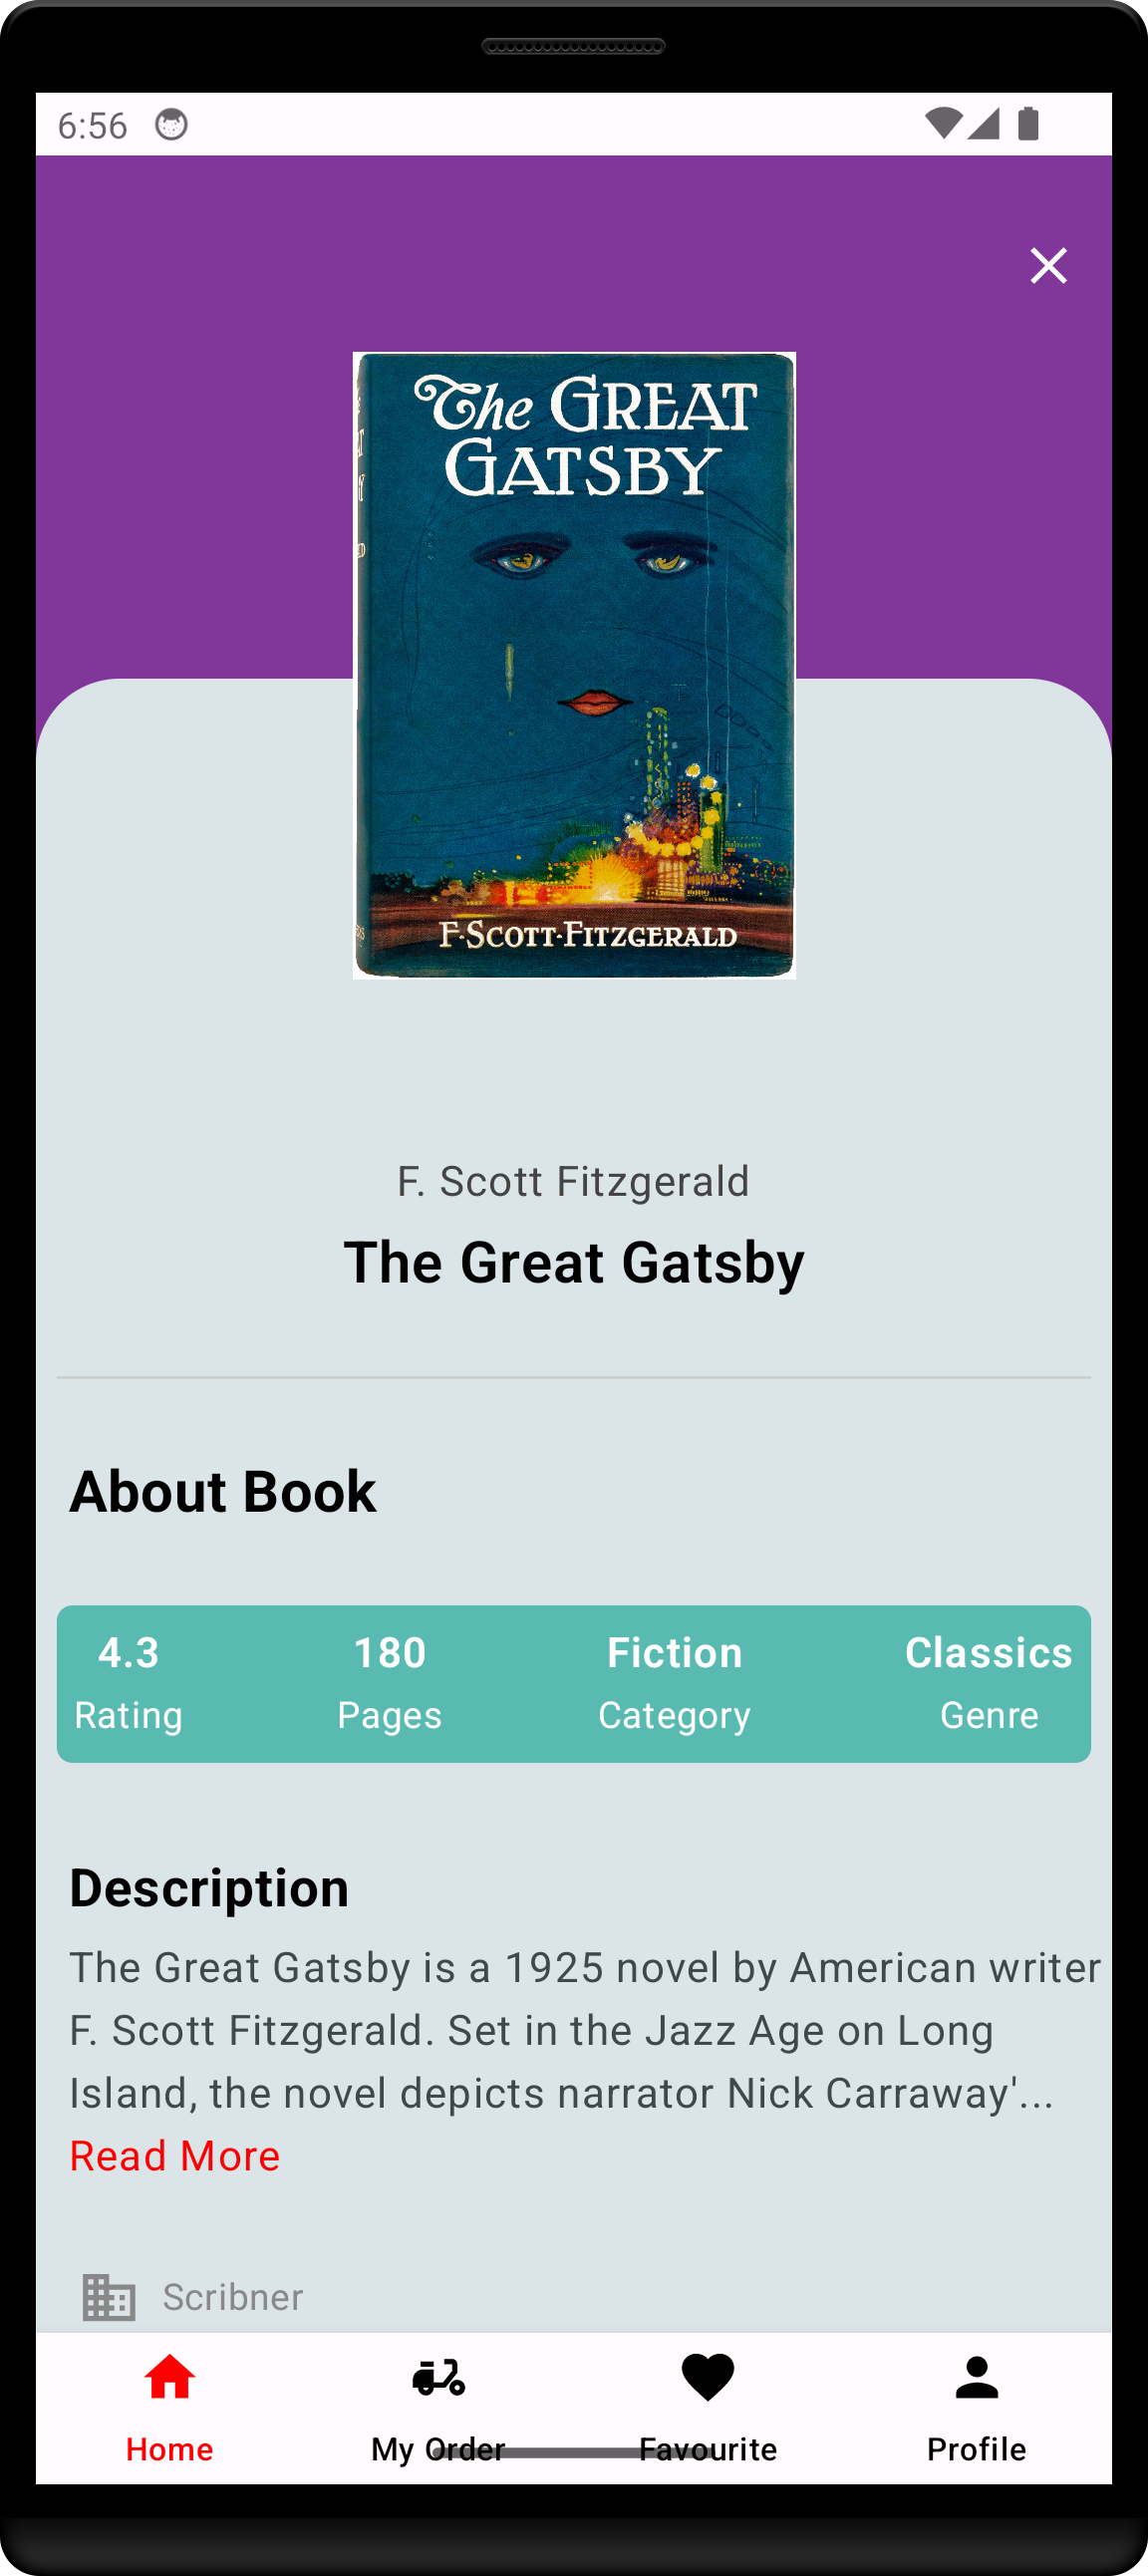 6:56
The GREAT
GATSBY
F·SCOTT·FITZGERALD
F. Scott Fitzgerald
The Great Gatsby
About Book
4.3 180 Fiction Classics
Rating Pages Category Genre
Description
The Great Gatsby is a 1925 novel by American writer
F. Scott Fitzgerald. Set in the Jazz Age on Long
Island, the novel depicts narrator Nick Carraway'...
Read More
Scribner
Home My Order Favourite Profile